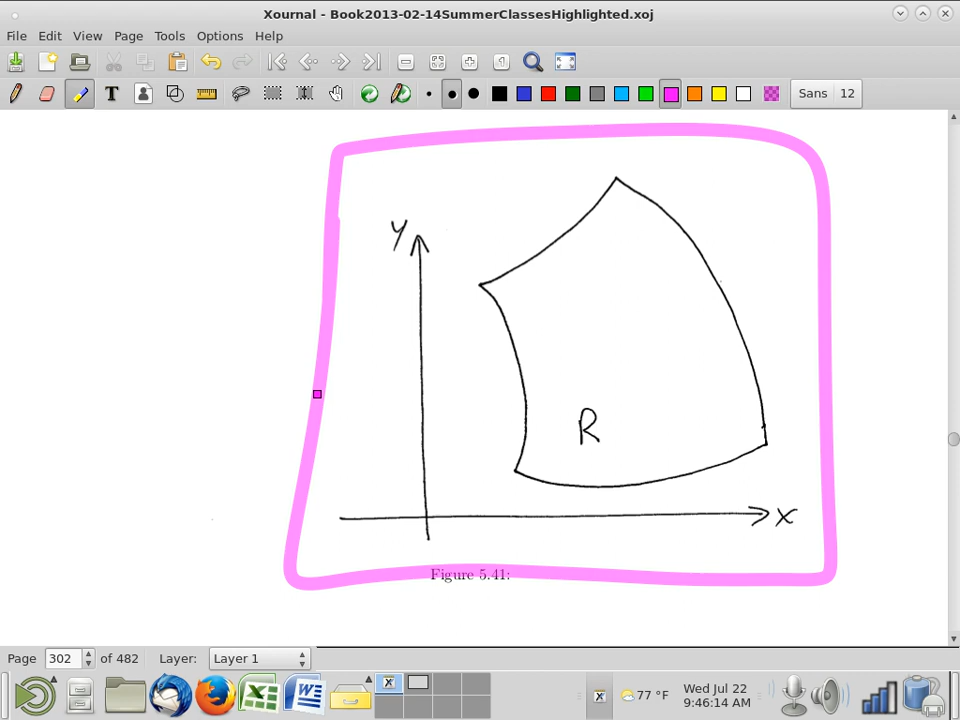 Xournal - Book2013-02-14SummerClassesHighlighted.xoj
File Edit View Page Tools Options Help
T Sans 12
y
R
x
Figure 5.41:
Page 302 of 482 Layer: Layer 1
77 °F Wed Jul 22
9:46:14 AM